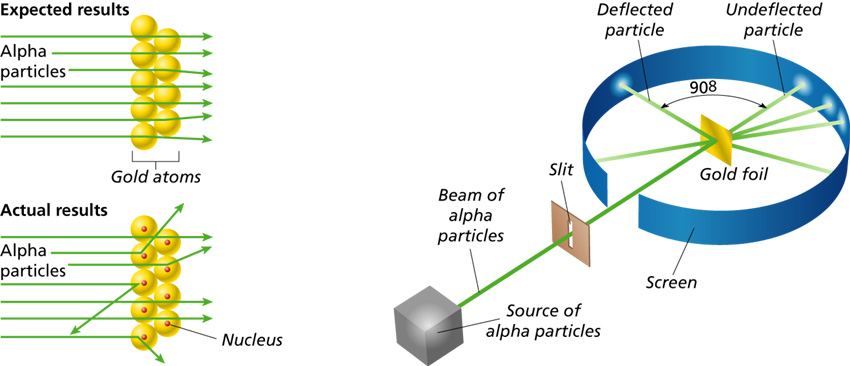 Expected results
Alpha
particles
Gold atoms
Actual results
Alpha
particles
Nucleus
Deflected
particle
Undeflected
particle
908
Gold foil
Slit
Beam of
alpha
particles
Screen
Source of
alpha particles